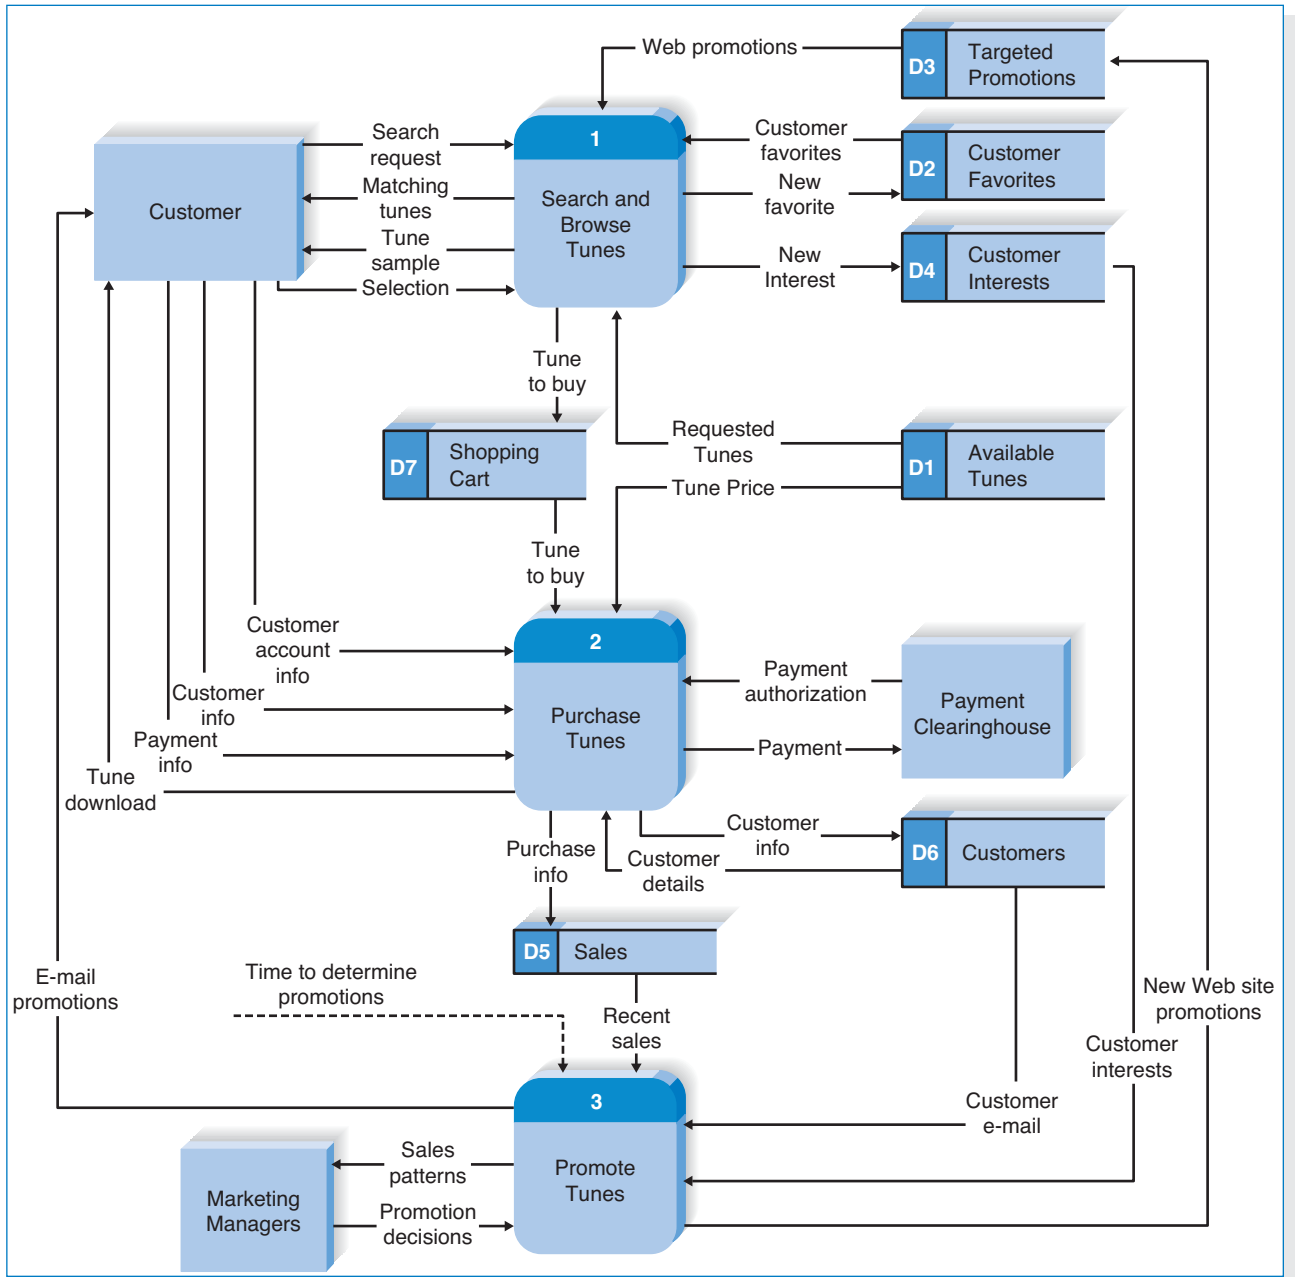 Web promotions
D3
Targeted
Promotions
Search
request
1
Customer
favorites
D2
Customer
Favorites
Customer
Matching
tunes
Search and
Browse
Tunes
New
favorite
Tune
sample
New
Interest
D4
Customer
Interests
Selection
Tune
to buy
D7
Shopping
Cart
Requested
Tunes
D1
Available
Tunes
Tune Price
Tune
to buy
Customer
account
info
2
Payment
authorization
Customer
info
Purchase
Tunes
Payment
Clearinghouse
Payment
info
Payment
Tune
download
Customer
info
D6
Customers
Purchase
info
Customer
details
D5
Sales
E-mail
promotions
Time to determine
promotions
Recent
sales
New Web site
promotions
Customer
interests
3
Customer
e-mail
Sales
patterns
Promote
Tunes
Marketing
Managers
Promotion
decisions